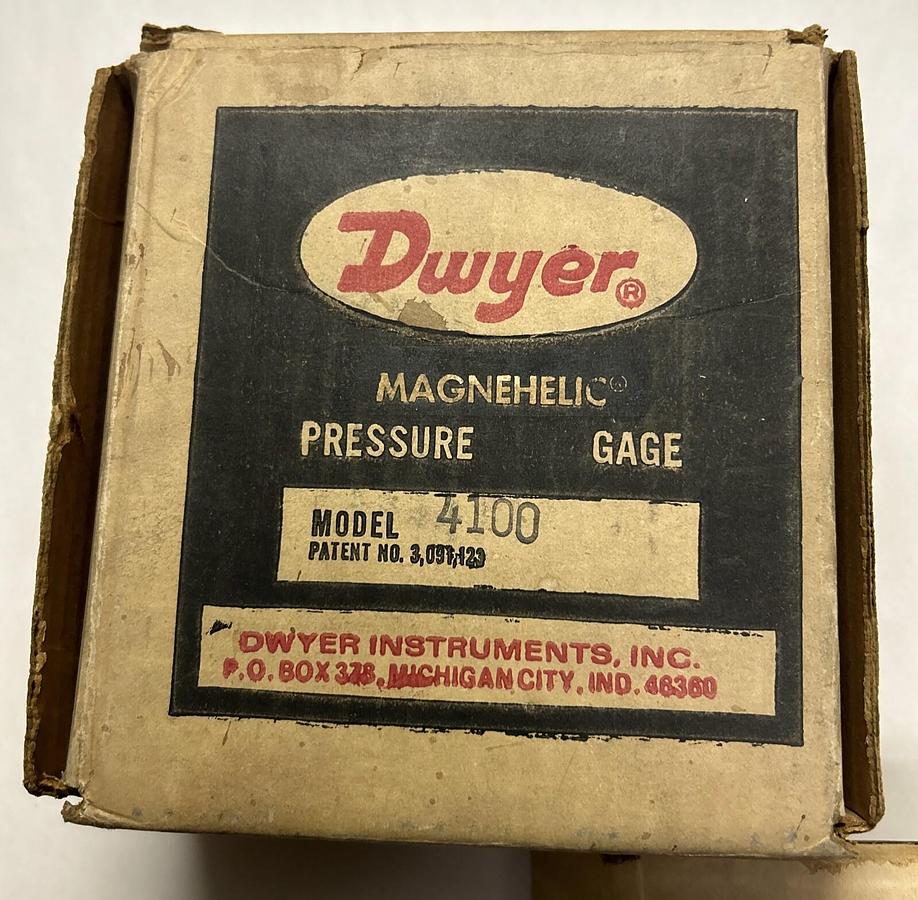 Dwyer®
MAGNEHELIC®
PRESSURE GAGE
MODEL 4100
PATENT NO. 3,091,123
DWYER INSTRUMENTS, INC.
P.O. BOX 373, MICHIGAN CITY, IND. 46360